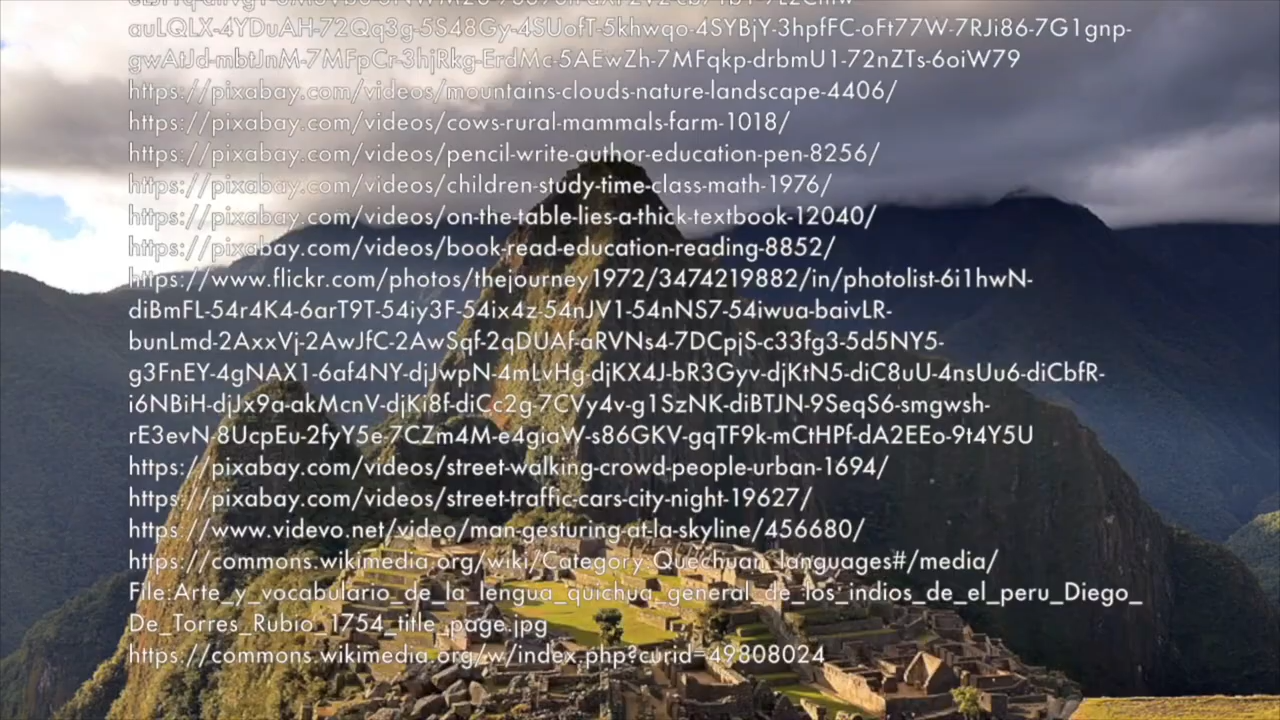 auLQLX-4YDuAH-72Qq3g-5S48Gy-4SUofT-5khwqo-4SYBjY-3hpfFC-oFt77W-7RJi86-7G1gnp-
gwAtJd-mbtJnM-7MFpCr-3hjRkg-ErdMc-5AEwZh-7MFqkp-drbmU1-72nZTs-6oiW79
https://pixabay.com/videos/mountains-clouds-nature-landscape-4406/
https://pixabay.com/videos/cows-rural-mammals-farm-1018/
https://pixabay.com/videos/pencil-write-author-education-pen-8256/
https://pixabay.com/videos/children-study-time-class-math-1976/
https://pixabay.com/videos/on-the-table-lies-a-thick-textbook-12040/
https://pixabay.com/videos/book-read-education-reading-8852/
https://www.flickr.com/photos/thejourney1972/3474219882/in/photolist-6i1hwN-
diBmFL-54r4K4-6arT9T-54iy3F-54ix4z-54nJV1-54nNS7-54iwua-baivLR-
bunLmd-2AxxVj-2AwJfC-2AwSqf-2qDUAf-aRVNs4-7DCpjS-c33fg3-5d5NY5-
g3FnEY-4gNAX1-6af4NY-djJwpN-4mLvHg-djKX4J-bR3Gyv-djKtN5-diC8uU-4nsUu6-diCbfR-
i6NBiH-djJx9a-akMcnV-djKi8f-diCc2g-7CVy4v-g1SzNK-diBTJN-9SeqS6-smgwsh-
rE3evN-8UcpEu-2fyY5e-7CZm4M-e4giaW-s86GKV-gqTF9k-mCtHPf-dA2EEo-9t4Y5U
https://pixabay.com/videos/street-walking-crowd-people-urban-1694/
https://pixabay.com/videos/street-traffic-cars-city-night-19627/
https://www.videvo.net/video/man-gesturing-at-la-skyline/456680/
https://commons.wikimedia.org/wiki/Category:Quechuan_languages#/media/
File:Arte_y_vocabulario_de_la_lengua_quichua_general_de_los_indios_de_el_peru_Diego_
De_Torres_Rubio_1754_title_page.jpg
https://commons.wikimedia.org/w/index.php?curid=49808024